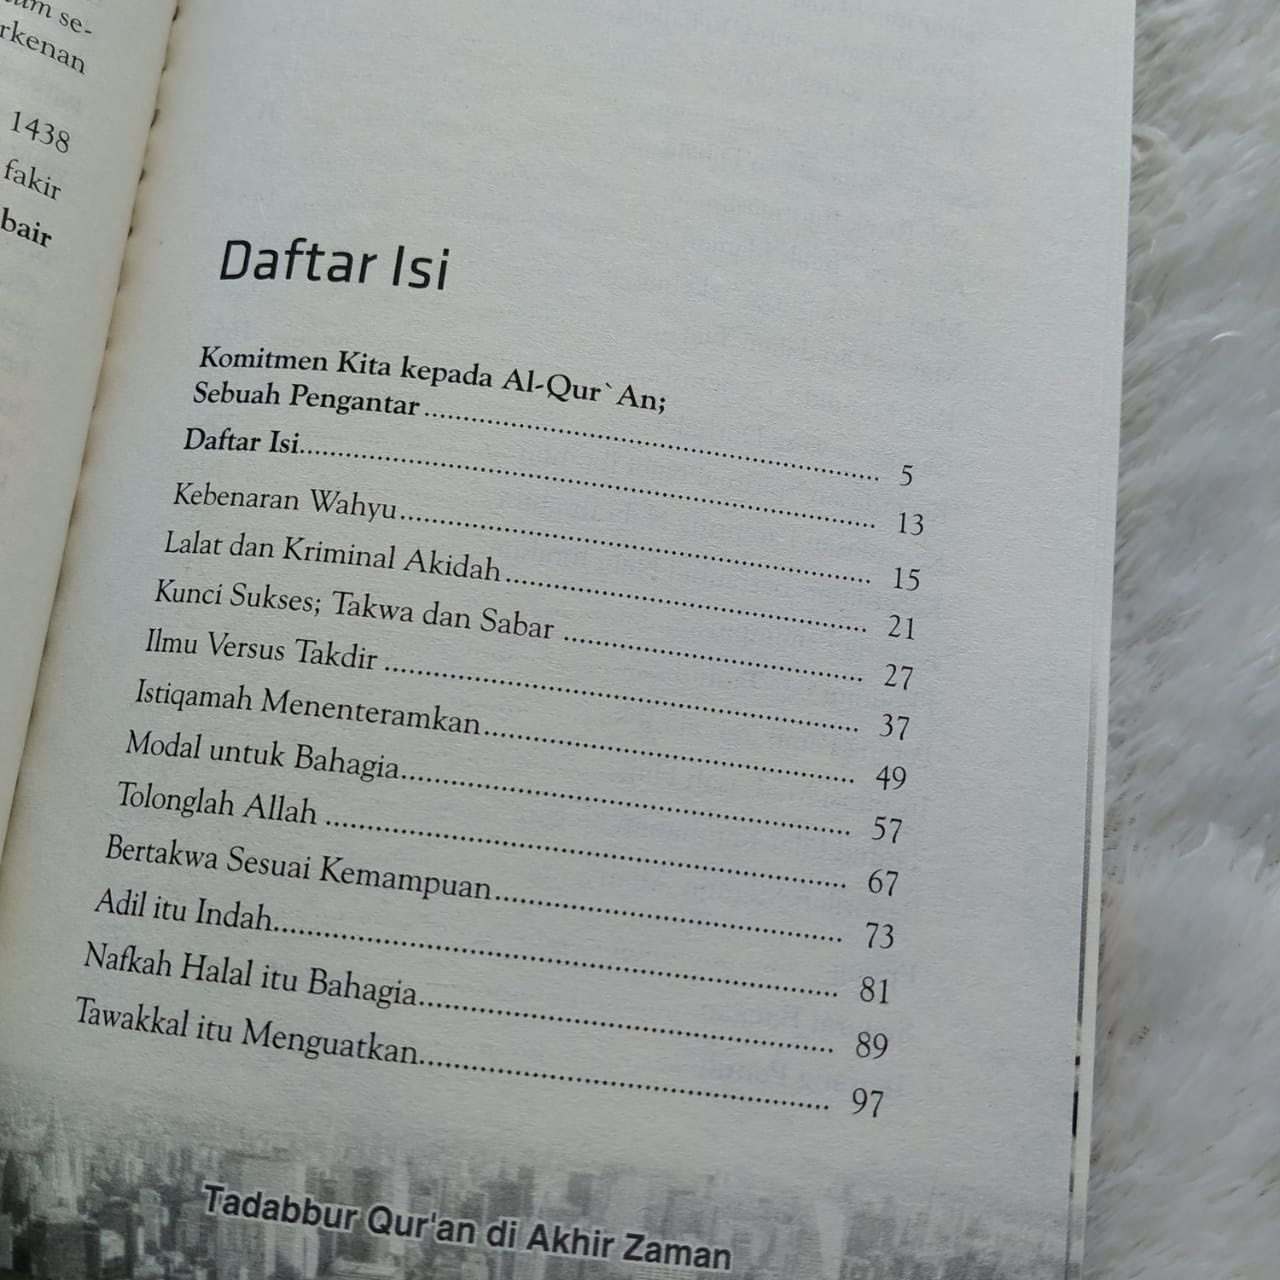 se-
rkenan
1438
fakir
bair
Daftar Isi
Komitmen Kita kepada Al-Qur`An;
Sebuah Pengantar........................................................ 5
Daftar Isi........................................................................ 13
Kebenaran Wahyu.......................................................... 15
Lalat dan Kriminal Akidah............................................. 21
Kunci Sukses; Takwa dan Sabar ..................................... 27
Ilmu Versus Takdir .......................................................... 37
Istiqamah Menenteramkan.............................................. 49
Modal untuk Bahagia....................................................... 57
Tolonglah Allah ................................................................ 67
Bertakwa Sesuai Kemampuan........................................... 73
Adil itu Indah..................................................................... 81
Nafkah Halal itu Bahagia................................................... 89
Tawakkal itu Menguatkan.................................................. 97
Tadabbur Qur'an di Akhir Zaman